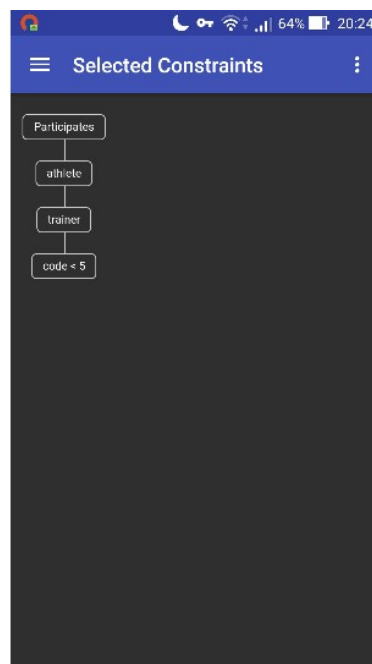 64% 20:24
Selected Constraints
Participates
athlete
trainer
code < 5